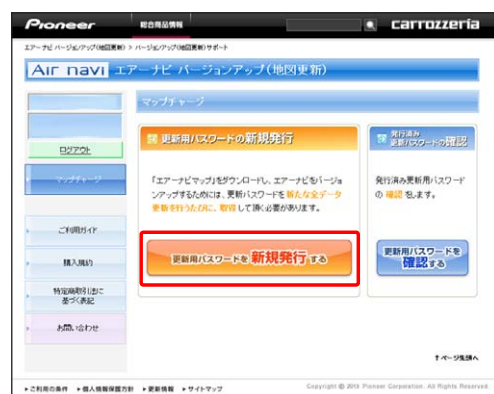 Pioneer
総合商品情報
carrozzeria
エアーナビ バージョンアップ(地図更新) > バージョンアップ(地図更新)サポート
Air navi エアーナビ バージョンアップ(地図更新)
マップチャージ
ログアウト
マップチャージ
ご利用ガイド
購入規約
特定商取引法に
基づく表記
お問い合わせ
更新用パスワードの新規発行
「エアーナビマップ」をダウンロードし、エアーナビをバージョ
ンアップするためには、更新パスワードを新たな全データ
更新を行うたびに、取得して頂く必要があります。
更新用パスワードを新規発行する
発行済み
更新用パスワードの確認
発行済み更新用パスワード
の 確認 をします。
更新用パスワードを
確認する
↑ページ先頭へ
ご利用の条件
個人情報保護方針
更新情報
サイトマップ
Pioneer Corporation. All Rights Reserved.